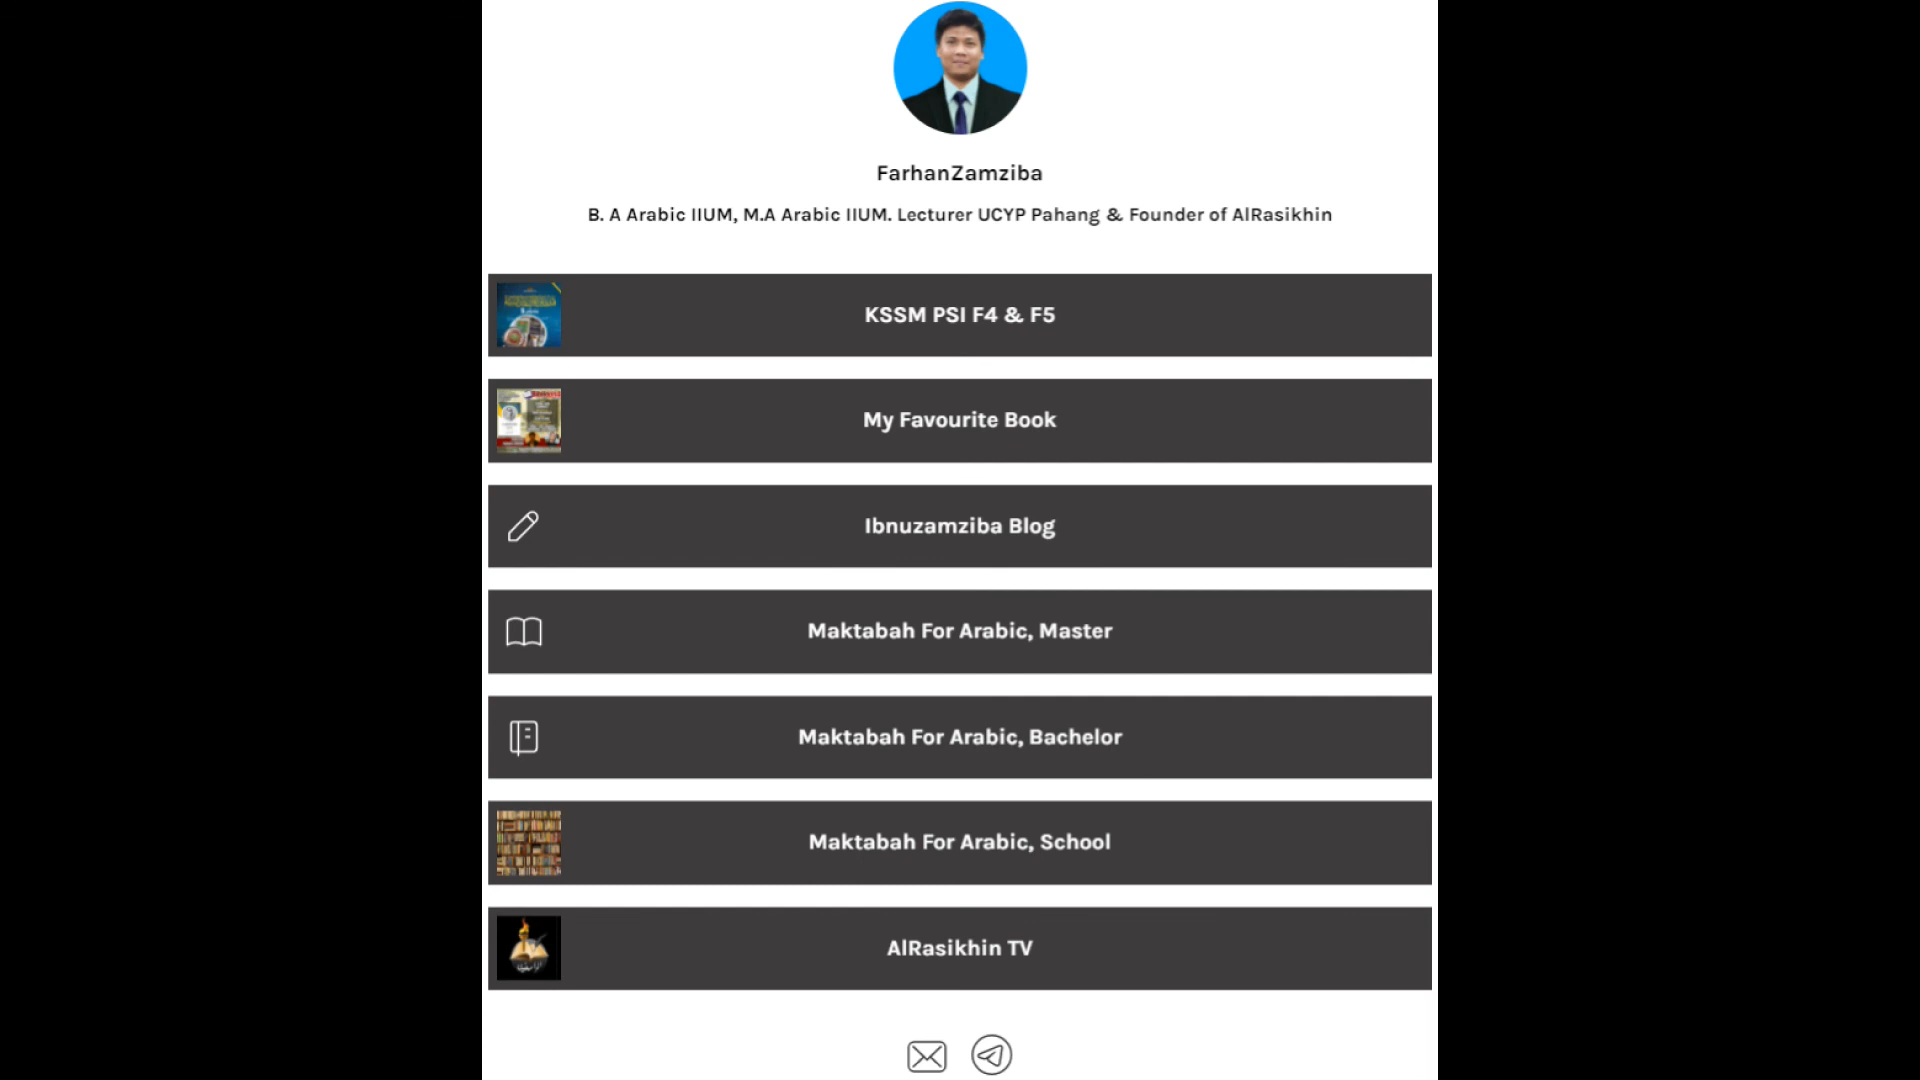 FarhanZamziba
B. A Arabic IIUM, M.A Arabic IIUM. Lecturer UCYP Pahang & Founder of AlRasikhin
KSSM PSI F4 & F5
My Favourite Book
Ibnuzamziba Blog
Maktabah For Arabic, Master
Maktabah For Arabic, Bachelor
Maktabah For Arabic, School
AlRasikhin TV